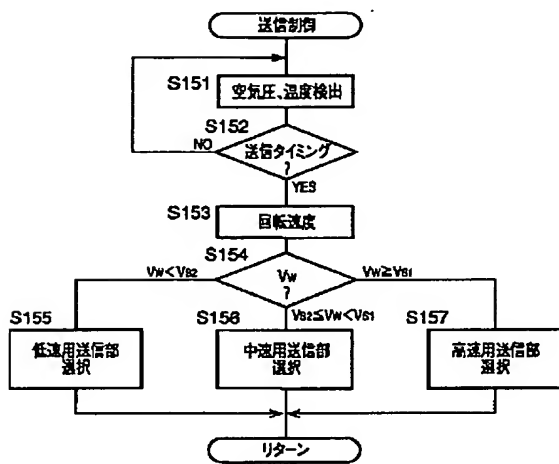 送信制御
S151
空気圧、温度検出
S152
NO
送信タイミング
?
YES
S153
回転速度
S154
Vw<VS2
Vw
?
Vw≧VS1
VS2≦Vw<VS1
S155
低速用送信部
選択
S156
中速用送信部
選択
S157
高速用送信部
選択
リターン